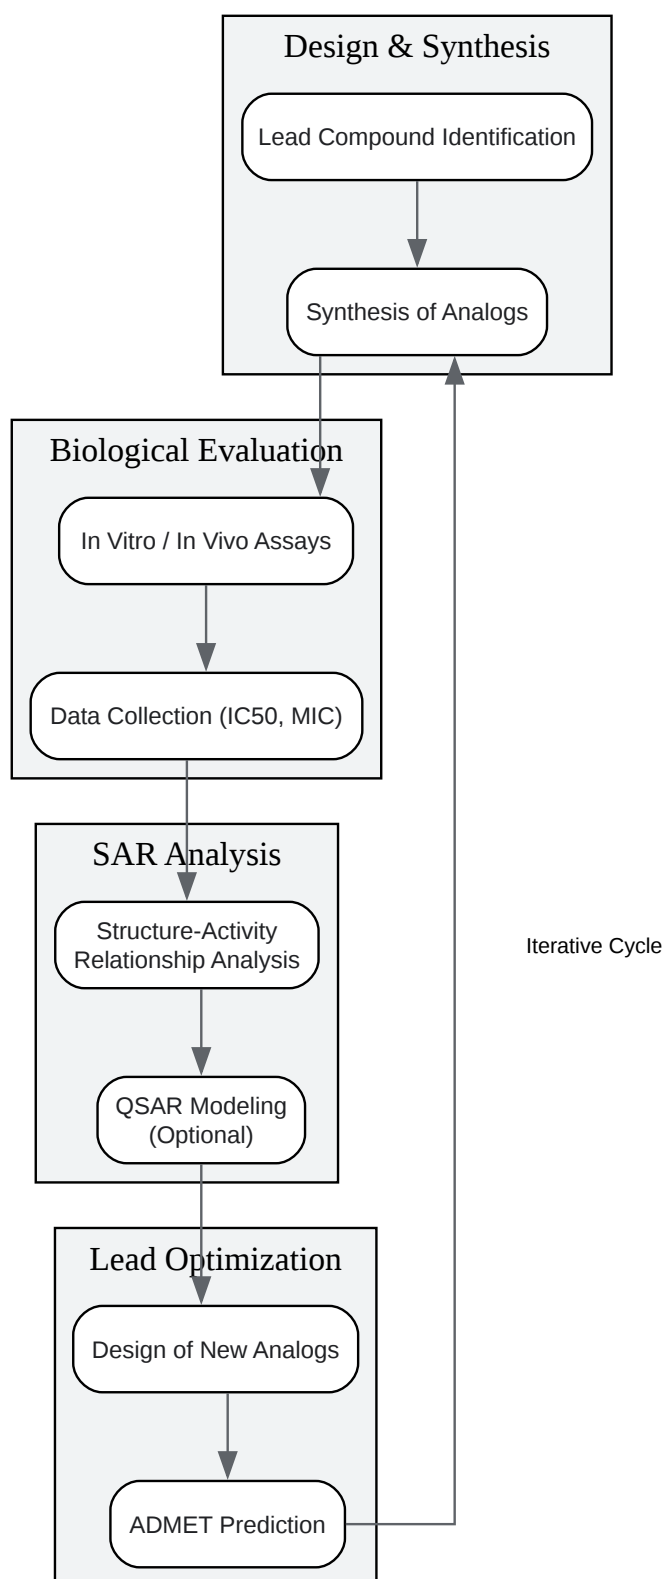 Design & Synthesis
Lead Compound Identification
Synthesis of Analogs
Biological Evaluation
In Vitro / In Vivo Assays
Data Collection (IC50, MIC)
SAR Analysis
Structure-Activity
Relationship Analysis
Iterative Cycle
QSAR Modeling
(Optional)
Lead Optimization
Design of New Analogs
ADMET Prediction